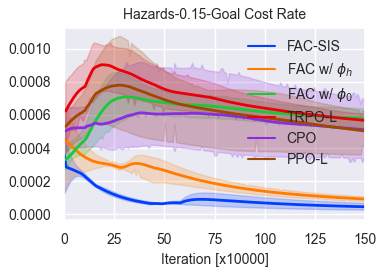 Hazards-0.15-Goal Cost Rate
0.0010
0.0008
0.0006
0.0004
0.0002
0.0000
FAC-SIS
FAC w/ ϕh
FAC w/ ϕ0
TRPO-L
CPO
PPO-L
0 25 50 75 100 125 150
Iteration [x10000]